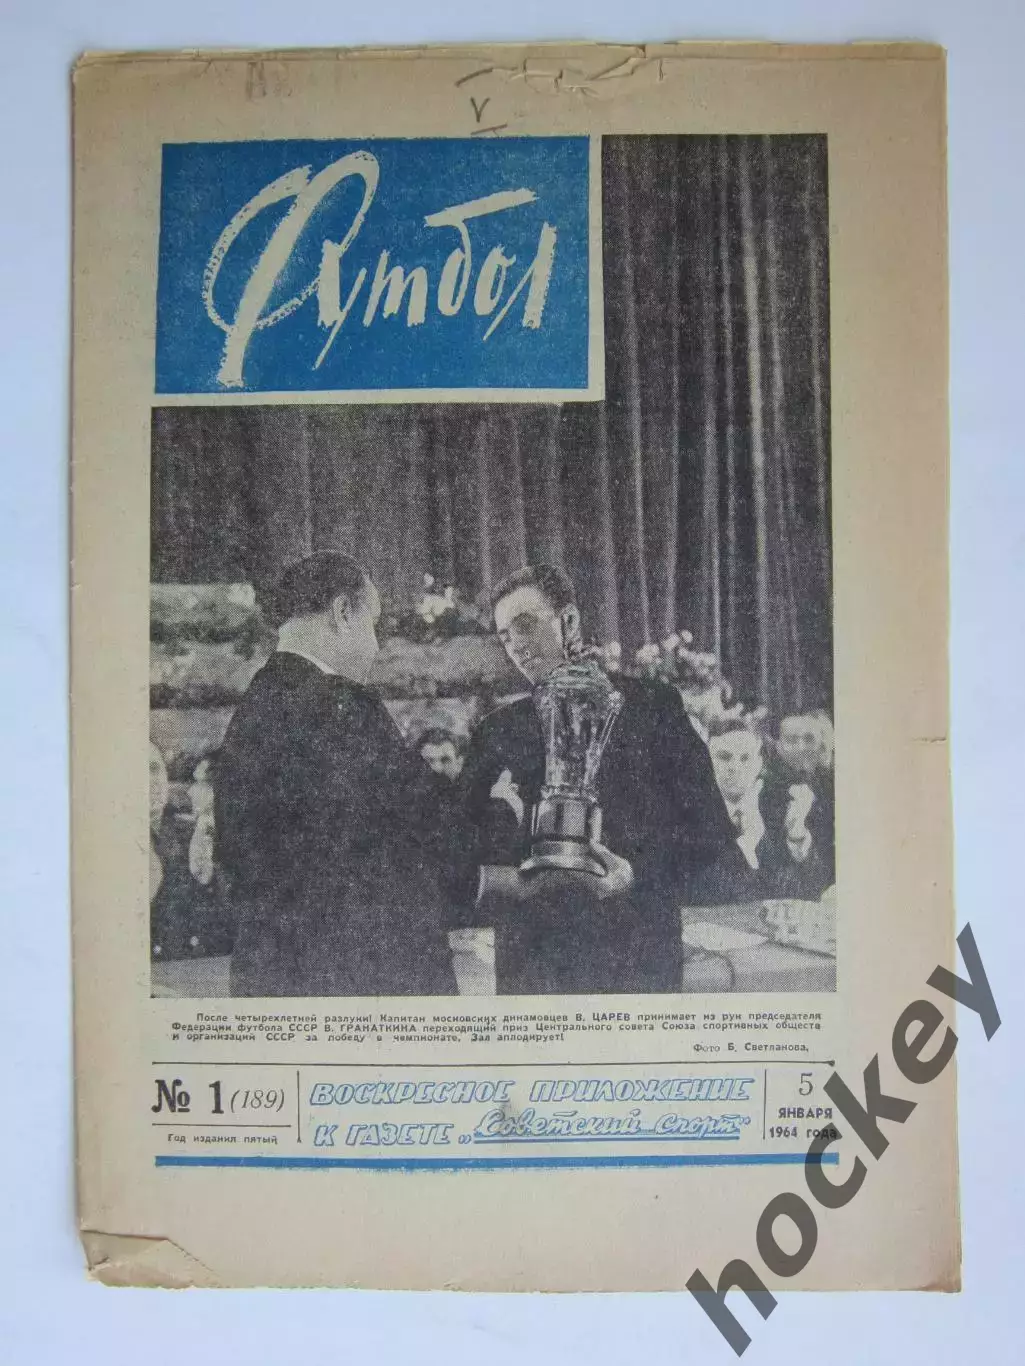 V
Футбол
После четырехлетней разлуки! Капитан московских динамовцев В. ЦАРЕВ принимает из рук председателя
Федерации футбола СССР В. ГРАНАТКИНА переходящий приз Центрального совета Союза спортивных обществ
и организаций СССР за победу в чемпионате. Зал аплодирует!
Фото Б. Светланова.
№ 1 (189)
Год издания пятый
ВОСКРЕСНОЕ ПРИЛОЖЕНИЕ
К ГАЗЕТЕ „Советский спорт“
5
ЯНВАРЯ
1964 года
hockey